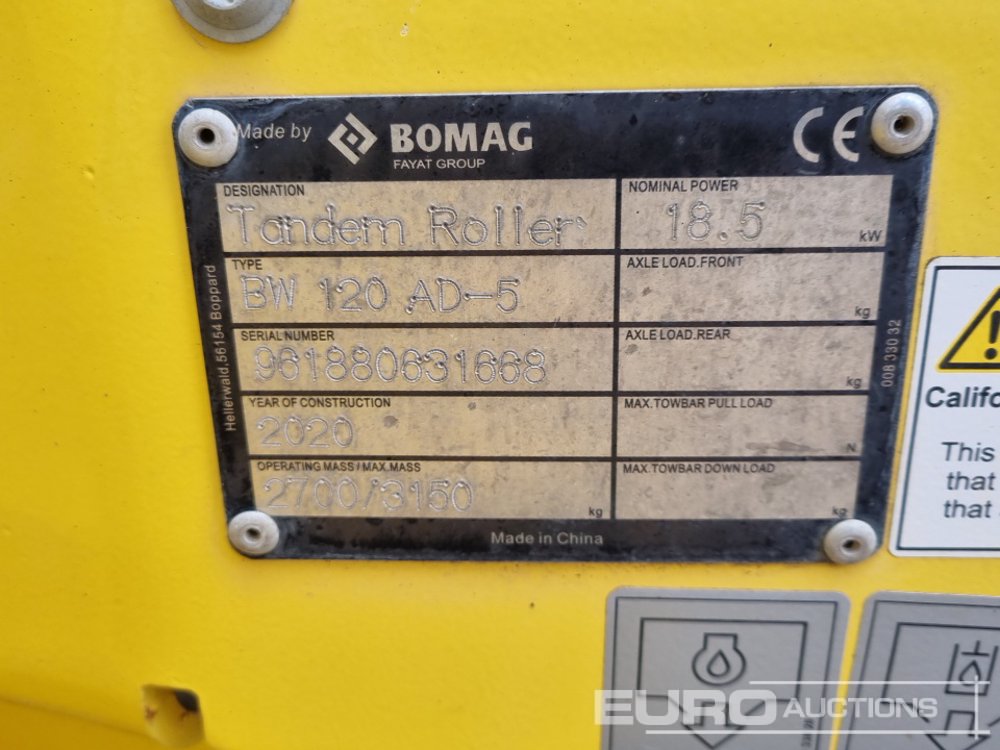 Made by BOMAG CE
FAYAT GROUP
DESIGNATION
Tandem Roller
NOMINAL POWER
18.5 kW
TYPE
BW 120 AD-5
AXLE LOAD.FRONT
kg
SERIAL NUMBER
961880631668
AXLE LOAD.REAR
kg
YEAR OF CONSTRUCTION
2020
MAX.TOWBAR PULL LOAD
N
OPERATING MASS/MAX.MASS
2700/3150 kg
MAX.TOWBAR DOWN LOAD
kg
Made in China
Hellerwald.56154 Boppard
008 330 32
Califo
This
that
that
EURO AUCTIONS